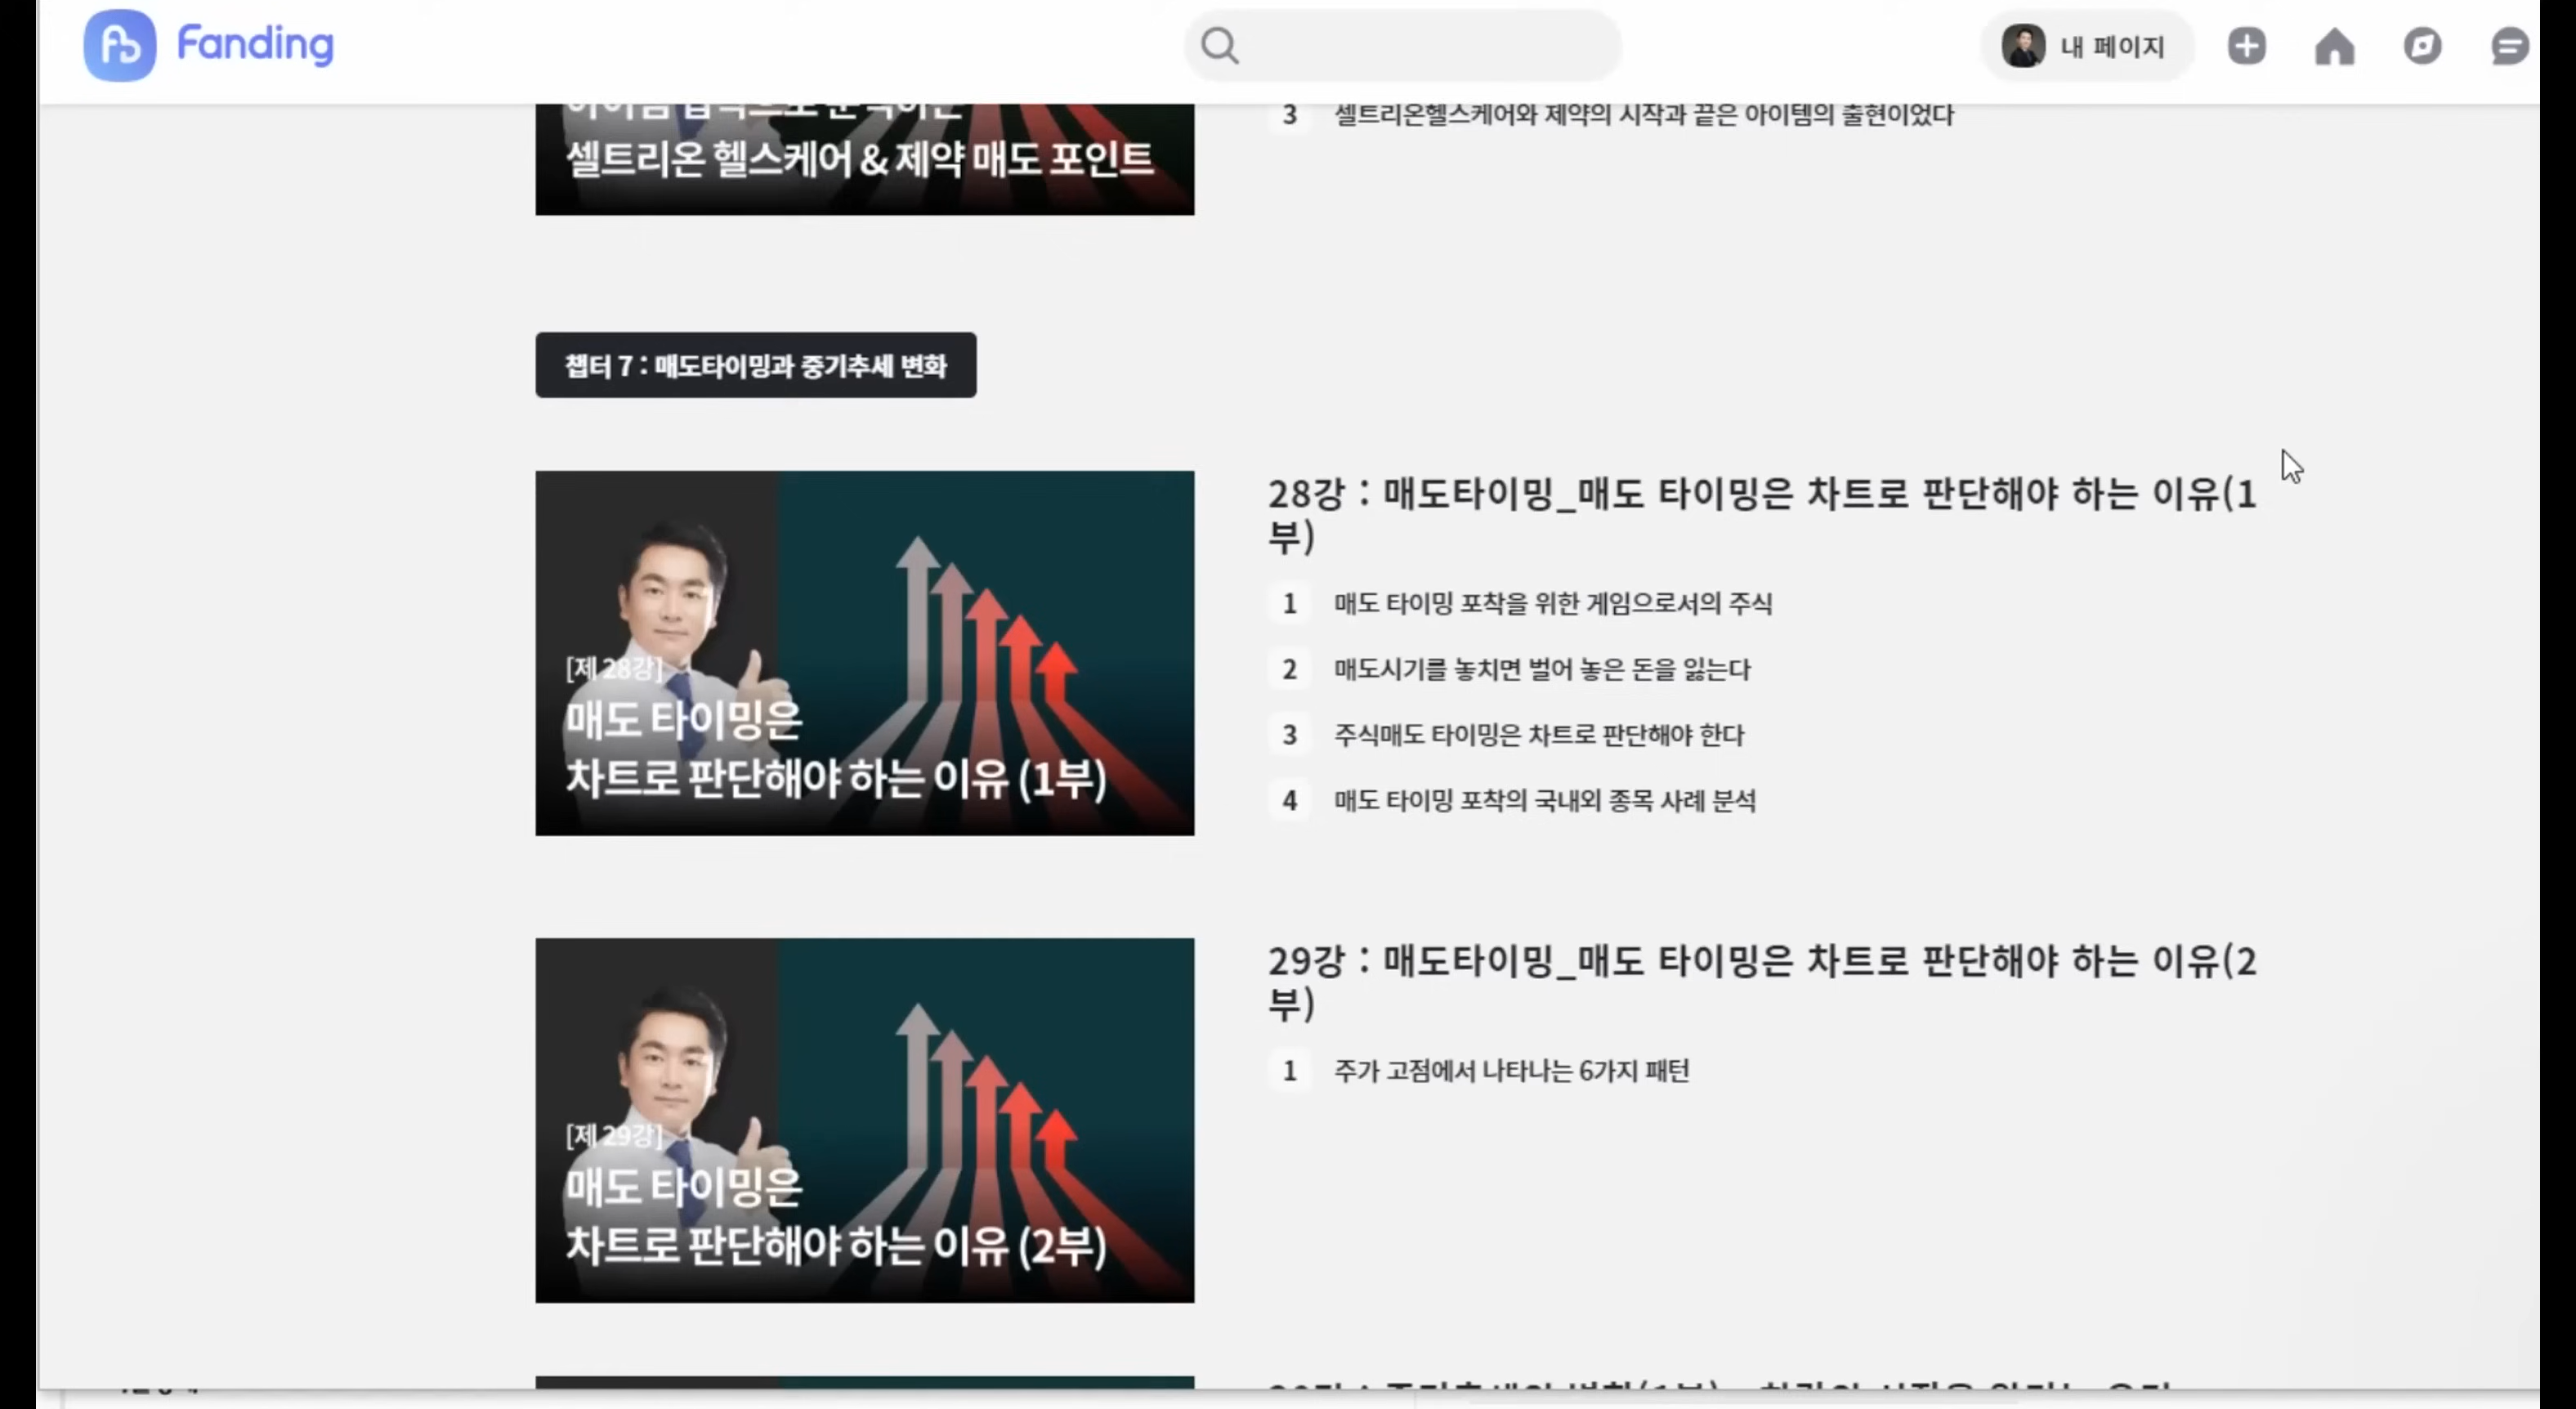 Fanding
내 페이지
셀트리온 헬스케어 & 제약 매도 포인트
3 셀트리온헬스케어와 제약의 시작과 끝은 아이템의 출현이었다
챕터 7 : 매도타이밍과 중기추세 변화
[제 28강]
매도 타이밍은
차트로 판단해야 하는 이유 (1부)
28강 : 매도타이밍_매도 타이밍은 차트로 판단해야 하는 이유(1
부)
1 매도 타이밍 포착을 위한 게임으로서의 주식
2 매도시기를 놓치면 벌어 놓은 돈을 잃는다
3 주식매도 타이밍은 차트로 판단해야 한다
4 매도 타이밍 포착의 국내외 종목 사례 분석
[제 29강]
매도 타이밍은
차트로 판단해야 하는 이유 (2부)
29강 : 매도타이밍_매도 타이밍은 차트로 판단해야 하는 이유(2
부)
1 주가 고점에서 나타나는 6가지 패턴